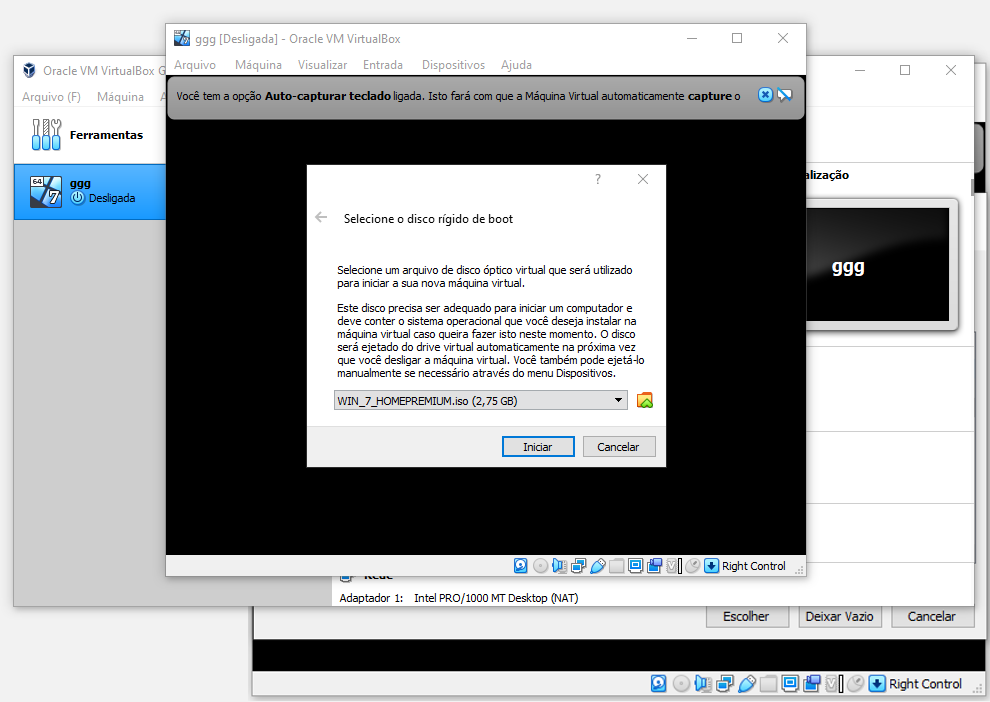 ggg [Desligada] - Oracle VM VirtualBox
Arquivo Máquina Visualizar Entrada Dispositivos Ajuda
Oracle VM VirtualBox G
Arquivo (F) Máquina A
Ferramentas
64
7
ggg
Desligada
Você tem a opção Auto-capturar teclado ligada. Isto fará com que a Máquina Virtual automaticamente capture o
?
Selecione o disco rígido de boot
Selecione um arquivo de disco óptico virtual que será utilizado
para iniciar a sua nova máquina virtual.
Este disco precisa ser adequado para iniciar um computador e
deve conter o sistema operacional que você deseja instalar na
máquina virtual caso queira fazer isto neste momento. O disco
será ejetado do drive virtual automaticamente na próxima vez
que você desligar a máquina virtual. Você também pode ejetá-lo
manualmente se necessário através do menu Dispositivos.
WIN_7_HOMEPREMIUM.iso (2,75 GB)
Iniciar Cancelar
Right Control
alização
ggg
Rede
Adaptador 1: Intel PRO/1000 MT Desktop (NAT)
Escolher Deixar Vazio Cancelar
Right Control